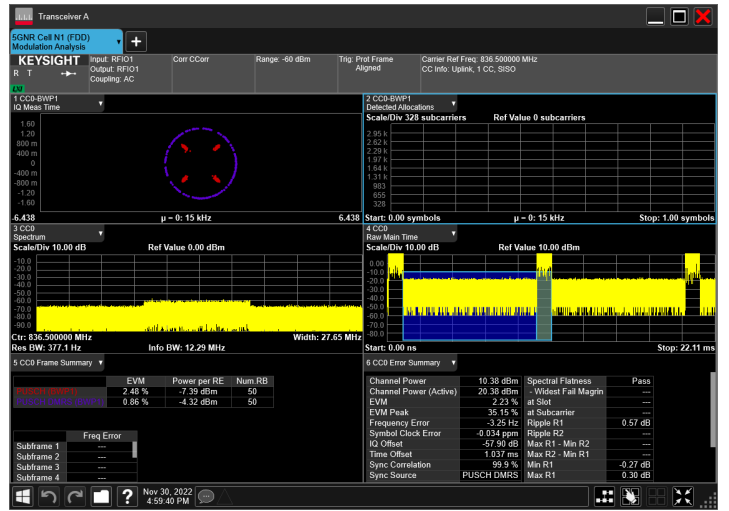 Transceiver A
5GNR Cell N1 (FDD)
Modulation Analysis
KEYSIGHT
R T
LXI
Input: RFIO1
Output: RFIO1
Coupling: AC
Corr CCorr
Range: -60 dBm
Trig: Prot Frame
Aligned
Carrier Ref Freq: 836.500000 MHz
CC Info: Uplink, 1 CC, SISO
1 CC0-BWP1
IQ Meas Time
1.60
1.20
800 m
400 m
0
-400 m
-800 m
-1.20
-1.60
-6.438
μ = 0: 15 kHz
6.438
2 CC0-BWP1
Detected Allocations
Scale/Div 328 subcarriers
Ref Value 0 subcarriers
2.95 k
2.62 k
2.29 k
1.97 k
1.64 k
1.31 k
983
655
328
Start: 0.00 symbols
μ = 0: 15 kHz
Stop: 1.00 symbols
3 CC0
Spectrum
Scale/Div 10.00 dB
Ref Value 0.00 dBm
-10.0
-20.0
-30.0
-40.0
-50.0
-60.0
-70.0
-80.0
-90.0
Ctr: 836.500000 MHz
Width: 27.65 MHz
Res BW: 377.1 Hz
Info BW: 12.29 MHz
4 CC0
Raw Main Time
Scale/Div 10.00 dB
Ref Value 10.00 dBm
0.00
-10.0
-20.0
-30.0
-40.0
-50.0
-60.0
-70.0
-80.0
Start: 0.00 ns
Stop: 22.11 ms
5 CC0 Frame Summary
EVM Power per RE Num.RB
2.48 % -7.39 dBm 50
0.86 % -4.32 dBm 50
Freq Error
Subframe 1 ---
Subframe 2 ---
Subframe 3 ---
Subframe 4 ---
6 CC0 Error Summary
Channel Power 10.38 dBm Spectral Flatness Pass
Channel Power (Active) 20.38 dBm - Widest Fail Magrin ---
EVM 2.23 % at Slot ---
EVM Peak 35.15 % at Subcarrier ---
Frequency Error -3.25 Hz Ripple R1 0.57 dB
Symbol Clock Error -0.034 ppm Ripple R2 ---
IQ Offset -57.90 dB Max R1 - Min R2 ---
Time Offset 1.037 ms Max R2 - Min R1 ---
Sync Correlation 99.9 % Min R1 -0.27 dB
Sync Source PUSCH DMRS Max R1 0.30 dB
?
Nov 30, 2022
4:59:40 PM